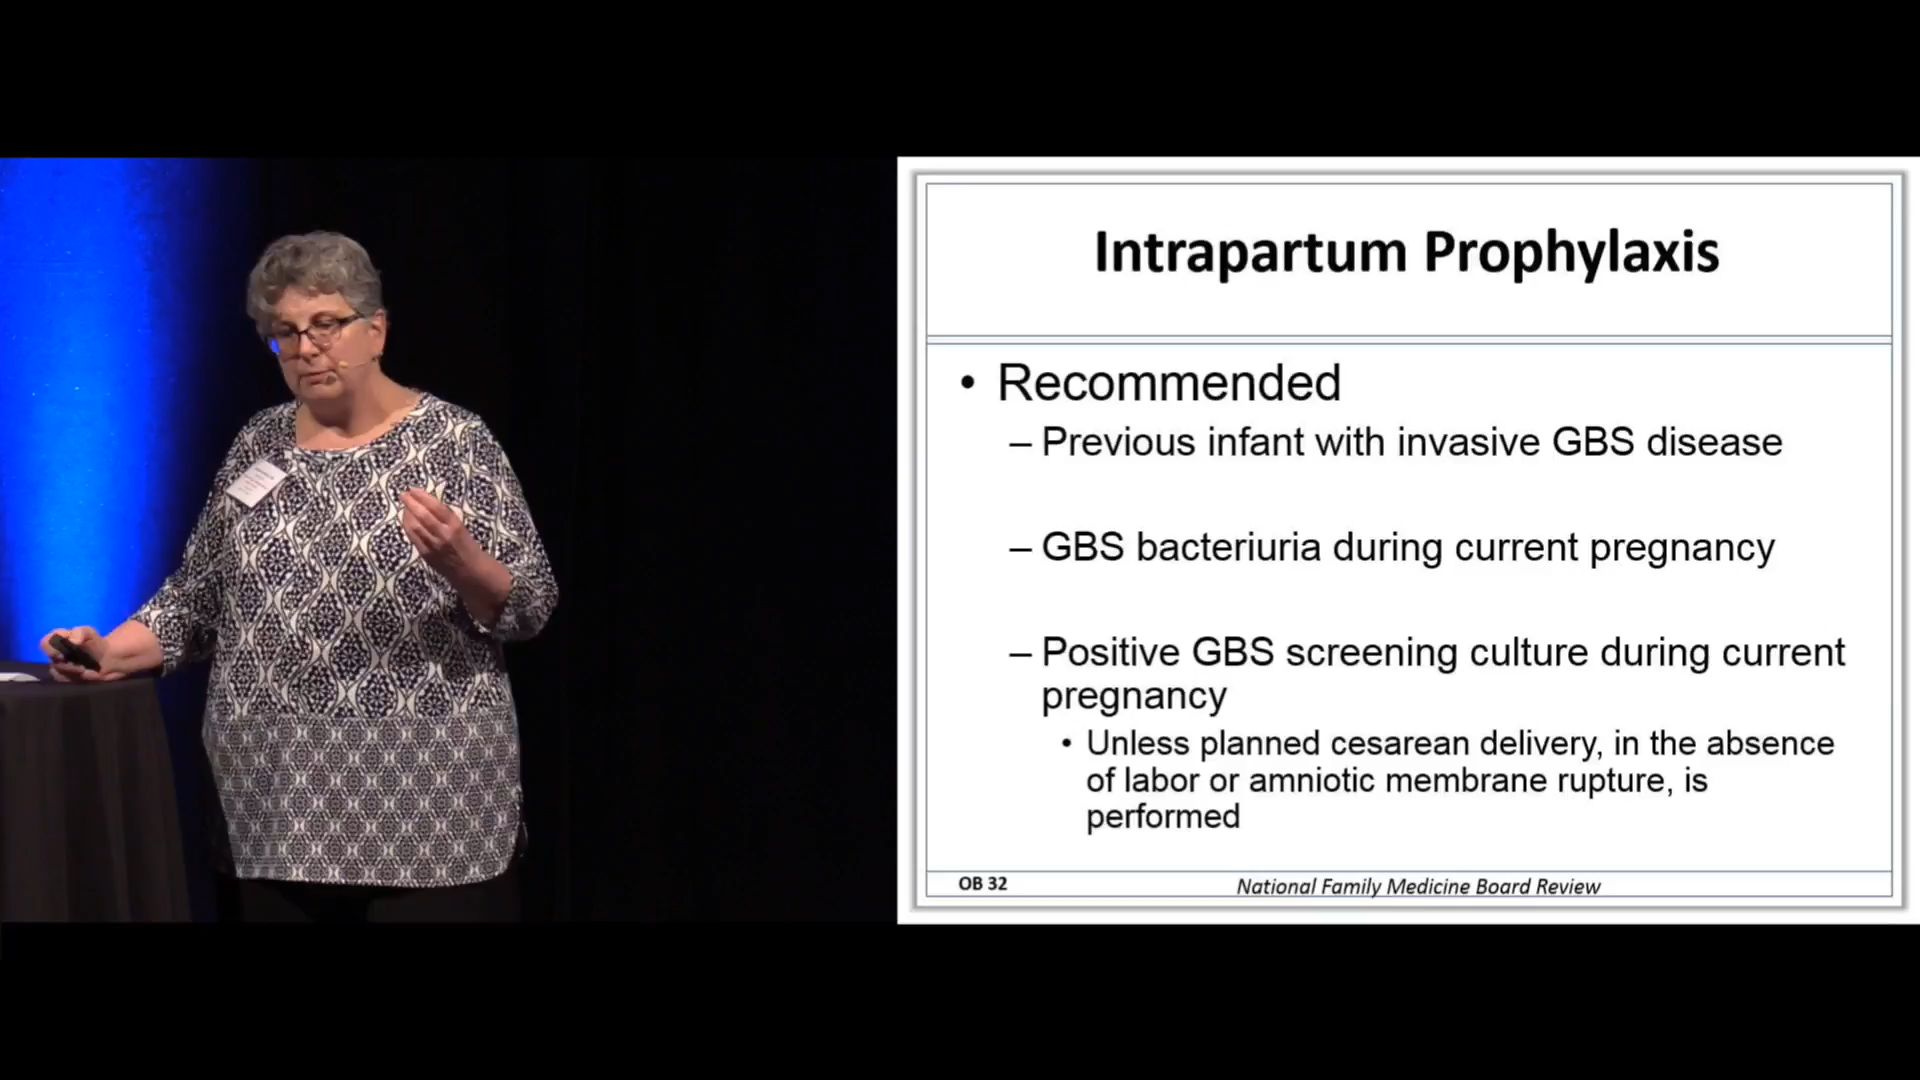 Intrapartum Prophylaxis
• Recommended
– Previous infant with invasive GBS disease
– GBS bacteriuria during current pregnancy
– Positive GBS screening culture during current
pregnancy
• Unless planned cesarean delivery, in the absence
of labor or amniotic membrane rupture, is
performed
OB 32
National Family Medicine Board Review